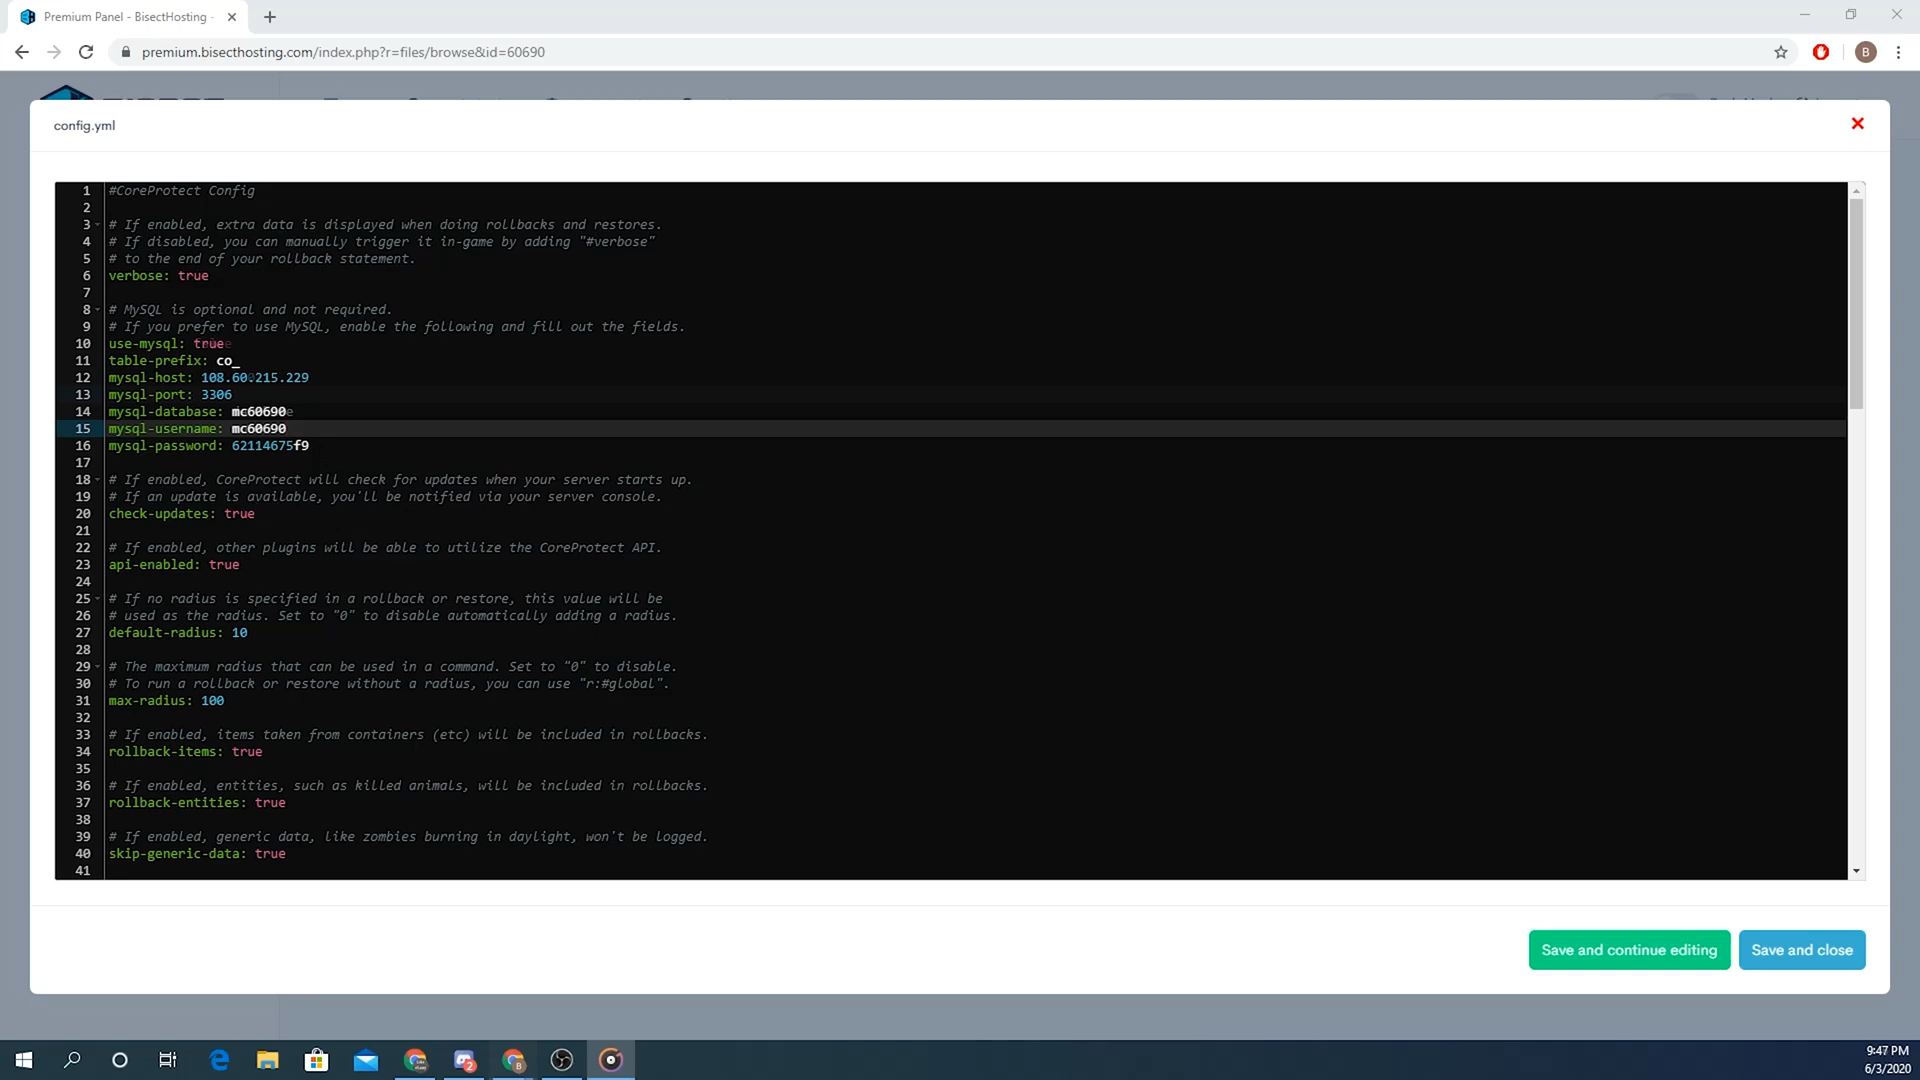 Premium Panel - BisectHosting -
premium.bisecthosting.com/index.php?r=files/browse&id=60690
B
config.yml
1 #CoreProtect Config
2
3 # If enabled, extra data is displayed when doing rollbacks and restores.
4 # If disabled, you can manually trigger it in-game by adding "#verbose"
5 # to the end of your rollback statement.
6 verbose: true
7
8 # MySQL is optional and not required.
9 # If you prefer to use MySQL, enable the following and fill out the fields.
10 use-mysql: true
11 table-prefix: co_
12 mysql-host:
13 mysql-port: 3306
14 mysql-database: mc60690
15 mysql-username: mc60690
16 mysql-password: 62114675f9
17
18 # If enabled, CoreProtect will check for updates when your server starts up.
19 # If an update is available, you'll be notified via your server console.
20 check-updates: true
21
22 # If enabled, other plugins will be able to utilize the CoreProtect API.
23 api-enabled: true
24
25 # If no radius is specified in a rollback or restore, this value will be
26 # used as the radius. Set to "0" to disable automatically adding a radius.
27 default-radius: 10
28
29 # The maximum radius that can be used in a command. Set to "0" to disable.
30 # To run a rollback or restore without a radius, you can use "r:#global".
31 max-radius: 100
32
33 # If enabled, items taken from containers (etc) will be included in rollbacks.
34 rollback-items: true
35
36 # If enabled, entities, such as killed animals, will be included in rollbacks.
37 rollback-entities: true
38
39 # If enabled, generic data, like zombies burning in daylight, won't be logged.
40 skip-generic-data: true
41
Save and continue editing
Save and close
2
B
9:47 PM
6/3/2020